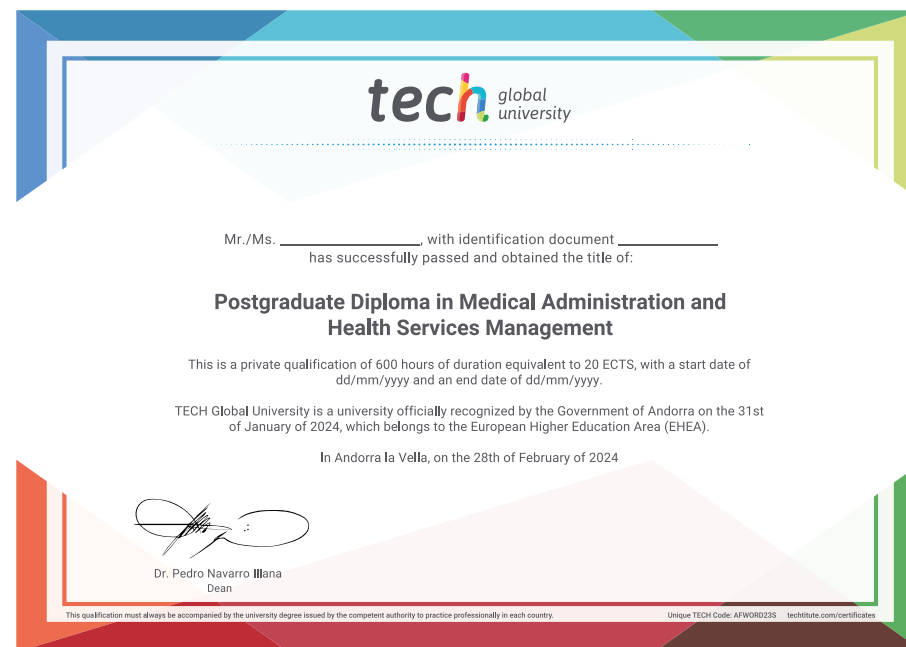 tech global
university
Mr./Ms. ____________, with identification document ____________
has successfully passed and obtained the title of:
Postgraduate Diploma in Medical Administration and
Health Services Management
This is a private qualification of 600 hours of duration equivalent to 20 ECTS, with a start date of
dd/mm/yyyy and an end date of dd/mm/yyyy.
TECH Global University is a university officially recognized by the Government of Andorra on the 31st
of January of 2024, which belongs to the European Higher Education Area (EHEA).
In Andorra la Vella, on the 28th of February of 2024
Dr. Pedro Navarro Illana
Dean
This qualification must always be accompanied by the university degree issued by the competent authority to practice professionally in each country. Unique TECH Code: AFWORD23S techtitute.com/certificates